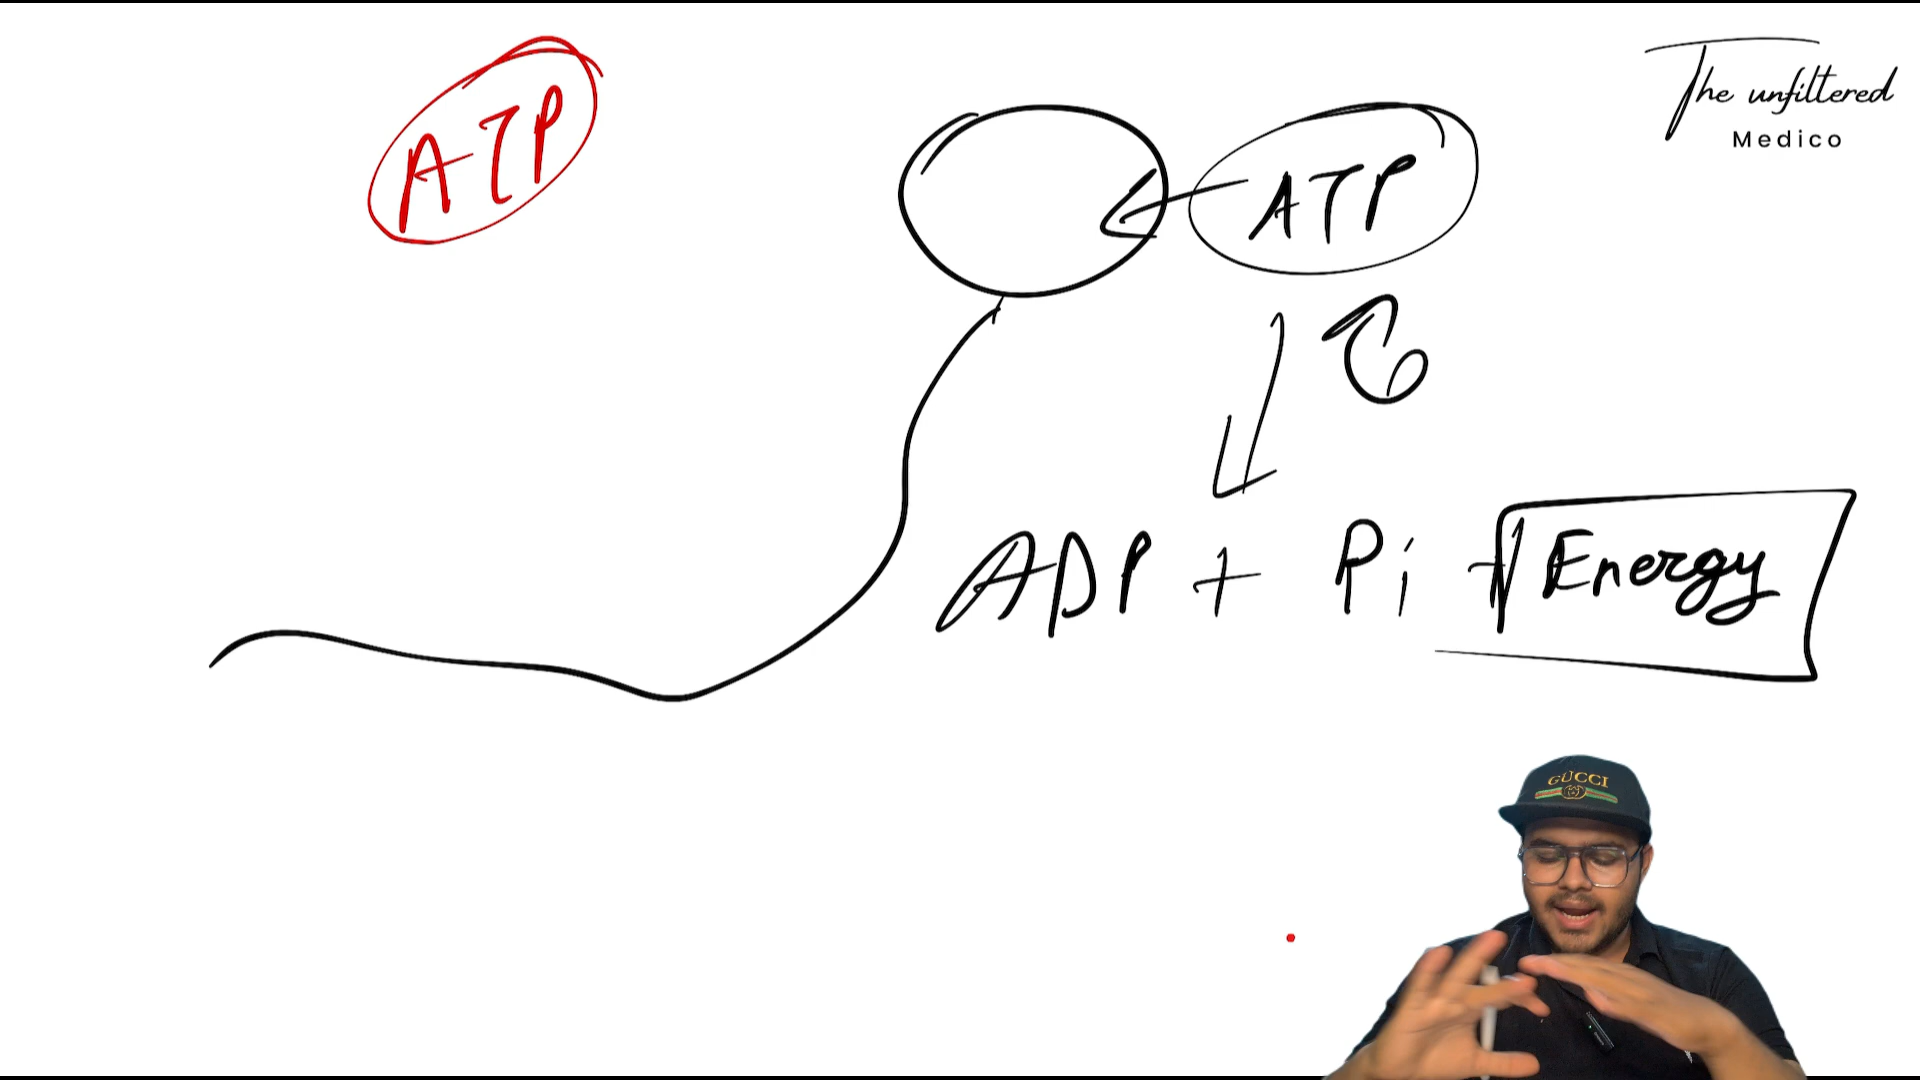 ATP
ATP
The unfiltered
Medico
ADP + Pi + Energy
GUCCI